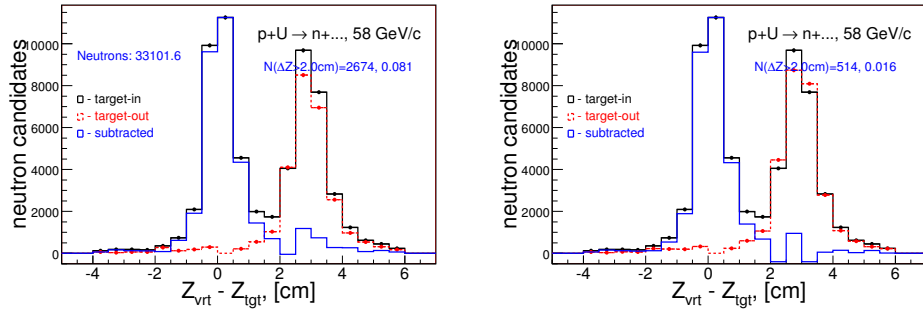 p+U → n+..., 58 GeV/c
Neutrons: 33101.6
N(ΔZ>2.0cm)=2674, 0.081
- target-in
- target-out
- subtracted
neutron candidates
10000
8000
6000
4000
2000
0
-4 -2 0 2 4 6
Z_vrt - Z_tgt, [cm]
p+U → n+..., 58 GeV/c
N(ΔZ>2.0cm)=514, 0.016
- target-in
- target-out
- subtracted
neutron candidates
10000
8000
6000
4000
2000
0
-4 -2 0 2 4 6
Z_vrt - Z_tgt, [cm]